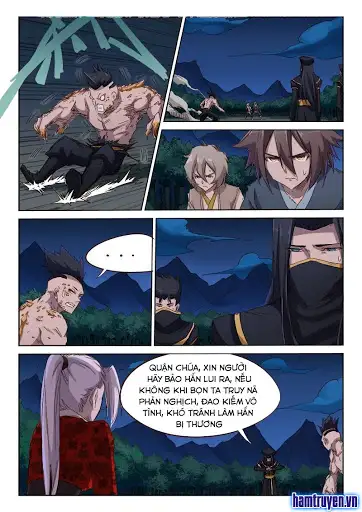 . . .
QUẬN CHÚA, XIN NGƯỜI
HÃY BẢO HẮN LUI RA, NẾU
KHÔNG KHI BỌN TA TRUY NÃ
PHẢN NGHỊCH, ĐAO KIẾM VÔ
TÌNH, KHÓ TRÁNH LÀM HẮN
BỊ THƯƠNG
hamtruyen.vn